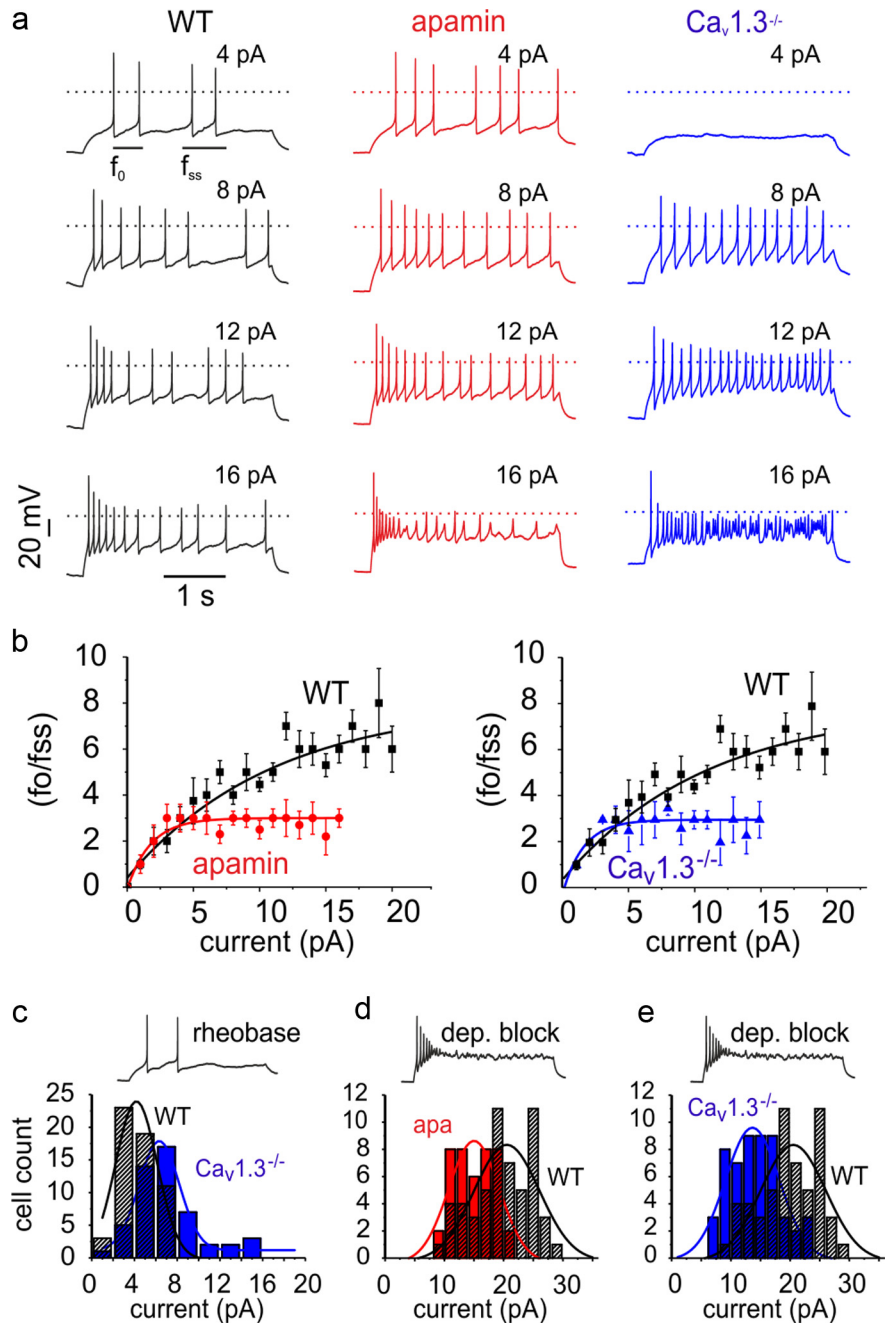 a
WT apamin Caᵥ1.3⁻/⁻
4 pA 4 pA 4 pA
f₀ fₛₛ
8 pA 8 pA 8 pA
12 pA 12 pA 12 pA
16 pA 16 pA 16 pA
20 mV
1 s
b
(fo/fss)
10
8
6
4
2
0
WT
apamin
0 5 10 15 20
current (pA)
(fo/fss)
10
8
6
4
2
0
WT
Caᵥ1.3⁻/⁻
0 5 10 15 20
current (pA)
c
rheobase
cell count
25
20
15
10
5
0
WT
Caᵥ1.3⁻/⁻
0 4 8 12 16 20
current (pA)
d
dep. block
12
10
8
6
4
2
0
apa
WT
0 10 20 30
current (pA)
e
dep. block
12
10
8
6
4
2
0
Caᵥ1.3⁻/⁻
WT
0 10 20 30
current (pA)